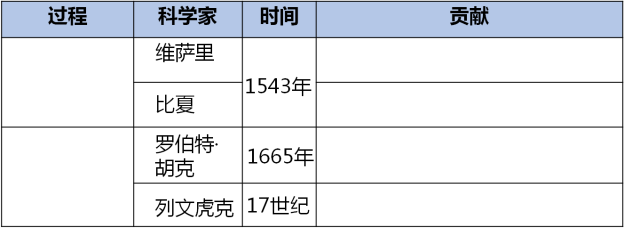 过程 科学家 时间 贡献
维萨里
1543年
比夏
罗伯特·
胡克
1665年
列文虎克 17世纪